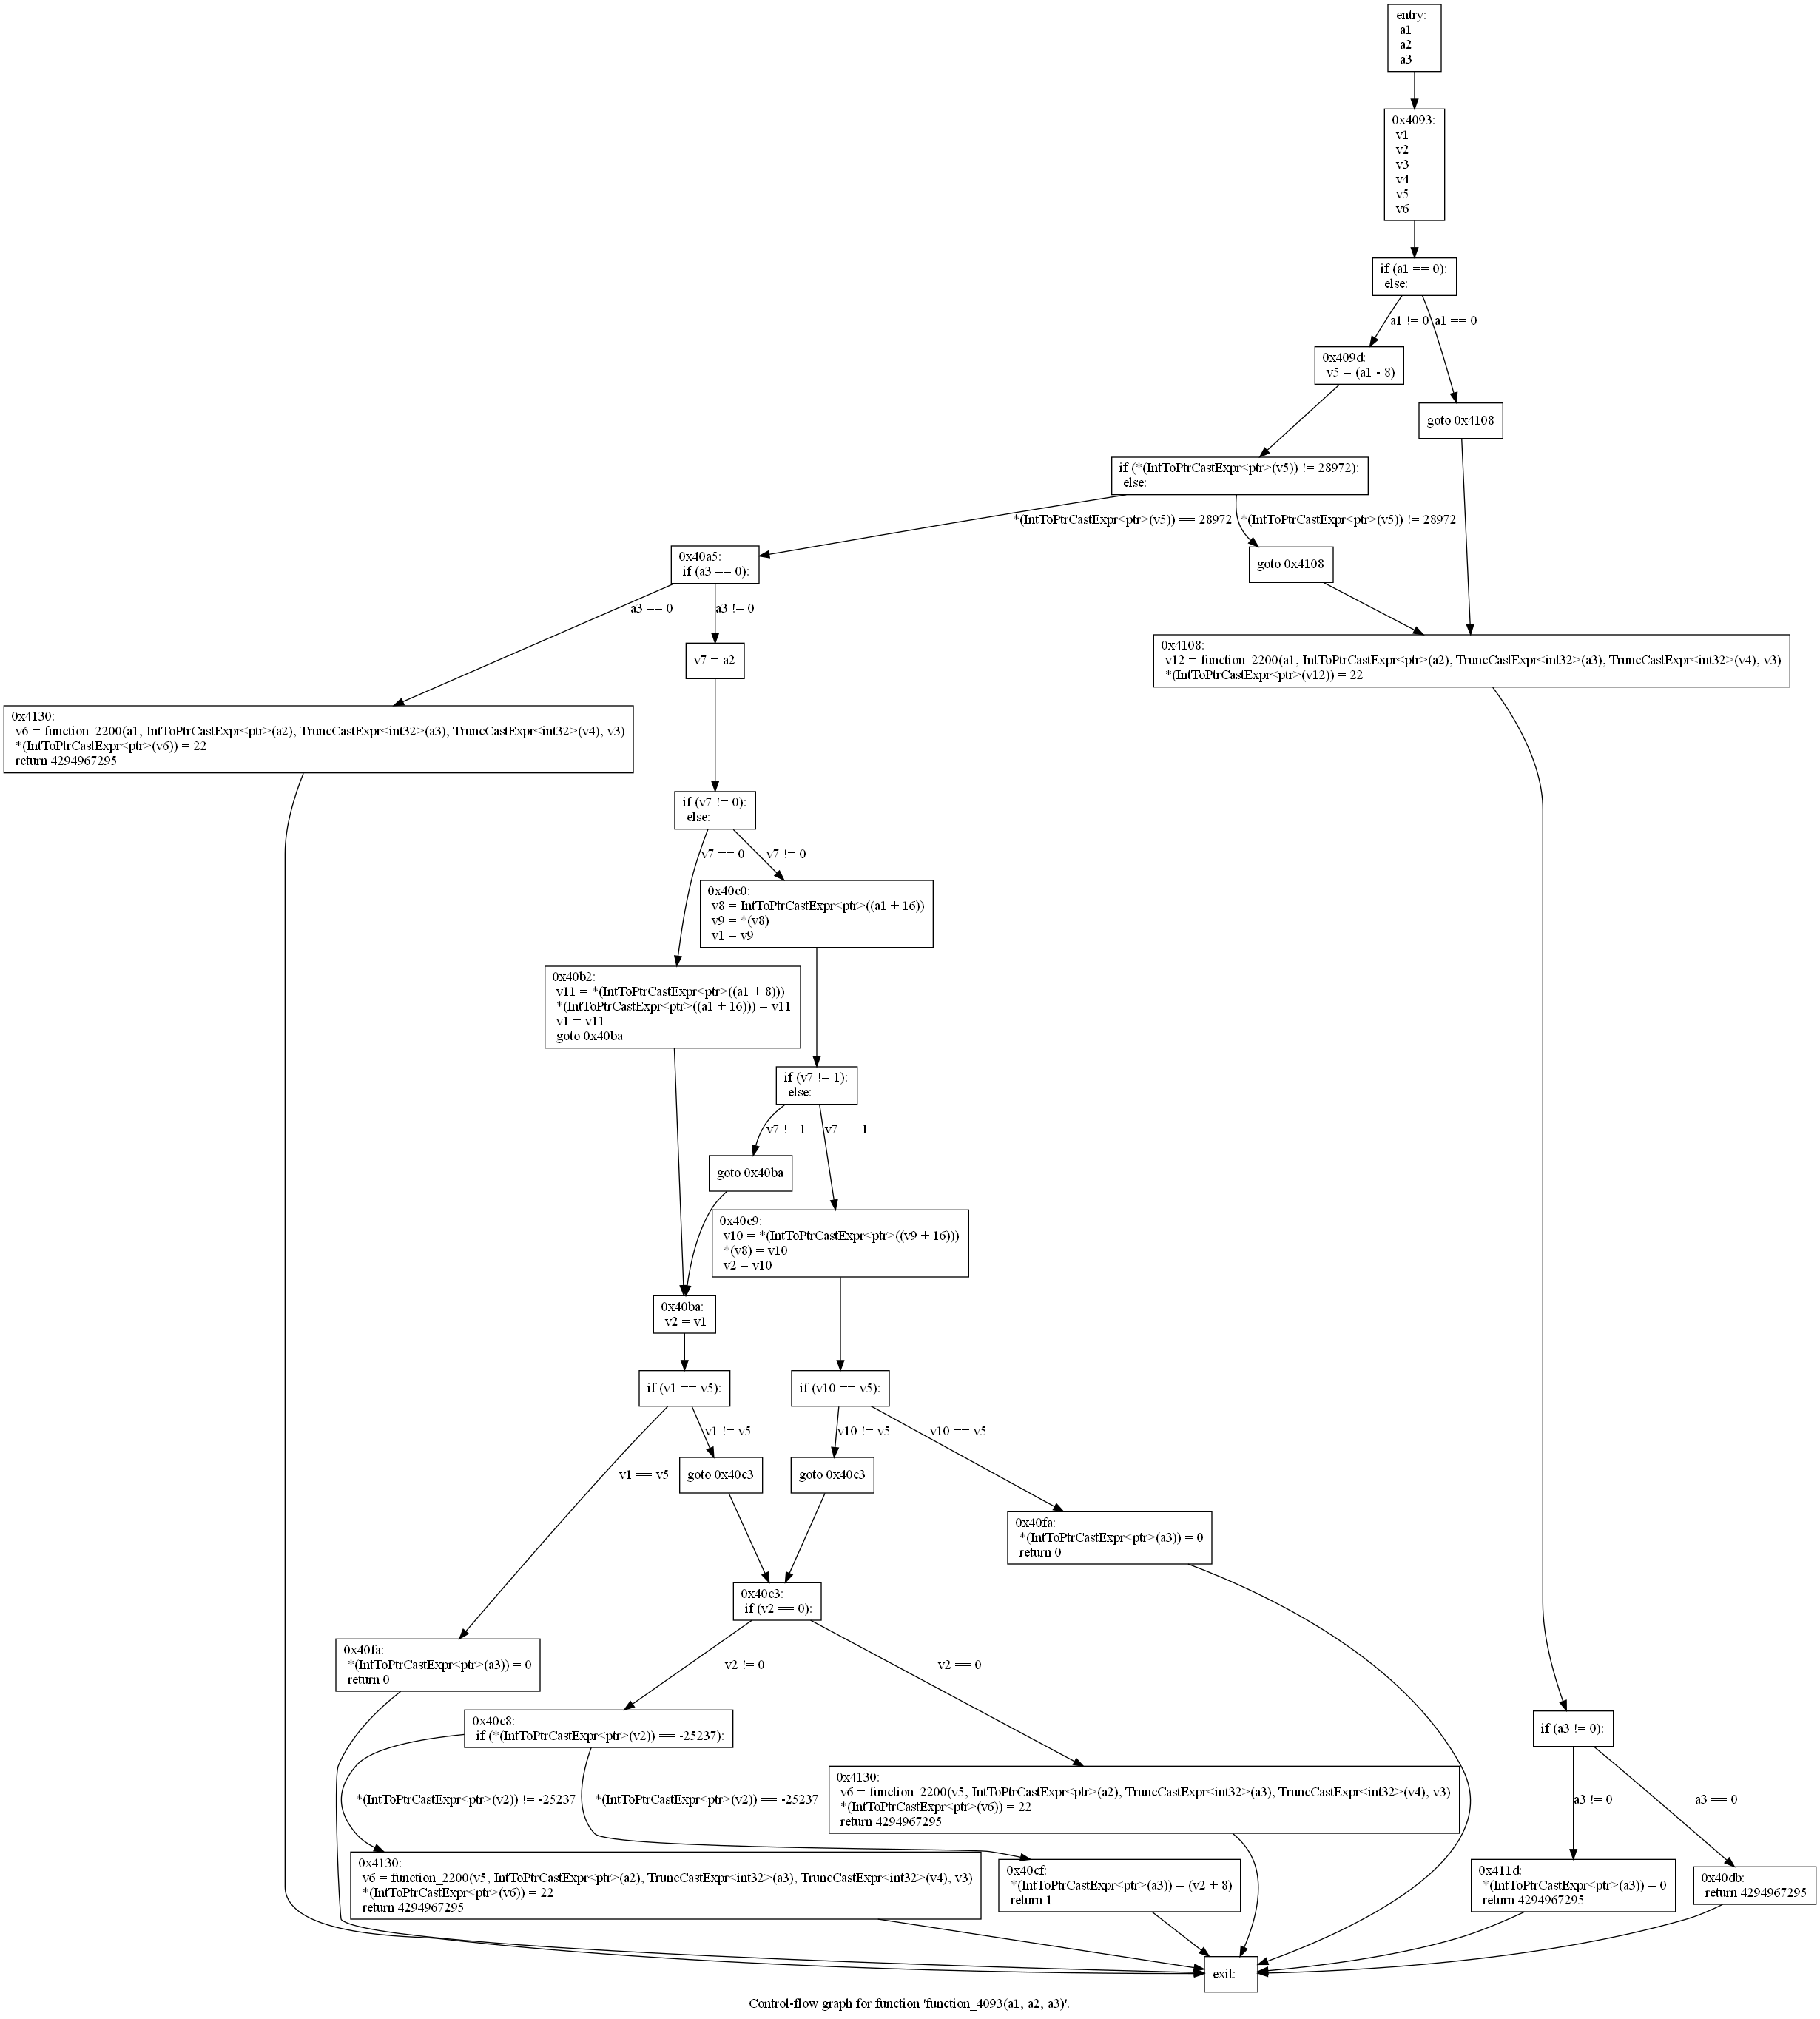 entry:
a1
a2
a3
0x4093:
v1
v2
v3
v4
v5
v6
if (a1 == 0):
else:
a1 != 0
a1 == 0
0x409d:
v5 = (a1 - 8)
goto 0x4108
if (*(IntToPtrCastExpr<ptr>(v5)) != 28972):
else:
*(IntToPtrCastExpr<ptr>(v5)) == 28972
*(IntToPtrCastExpr<ptr>(v5)) != 28972
0x40a5:
if (a3 == 0):
goto 0x4108
a3 == 0
a3 != 0
v7 = a2
0x4108:
v12 = function_2200(a1, IntToPtrCastExpr<ptr>(a2), TruncCastExpr<int32>(a3), TruncCastExpr<int32>(v4), v3)
*(IntToPtrCastExpr<ptr>(v12)) = 22
0x4130:
v6 = function_2200(a1, IntToPtrCastExpr<ptr>(a2), TruncCastExpr<int32>(a3), TruncCastExpr<int32>(v4), v3)
*(IntToPtrCastExpr<ptr>(v6)) = 22
return 4294967295
if (v7 != 0):
else:
v7 == 0
v7 != 0
0x40e0:
v8 = IntToPtrCastExpr<ptr>((a1 + 16))
v9 = *(v8)
v1 = v9
0x40b2:
v11 = *(IntToPtrCastExpr<ptr>((a1 + 8)))
*(IntToPtrCastExpr<ptr>((a1 + 16))) = v11
v1 = v11
goto 0x40ba
if (v7 != 1):
else:
v7 != 1
v7 == 1
goto 0x40ba
0x40e9:
v10 = *(IntToPtrCastExpr<ptr>((v9 + 16)))
*(v8) = v10
v2 = v10
0x40ba:
v2 = v1
if (v1 == v5):
if (v10 == v5):
v1 != v5
v10 != v5
v10 == v5
v1 == v5
goto 0x40c3
goto 0x40c3
0x40fa:
*(IntToPtrCastExpr<ptr>(a3)) = 0
return 0
0x40c3:
if (v2 == 0):
0x40fa:
*(IntToPtrCastExpr<ptr>(a3)) = 0
return 0
v2 != 0
v2 == 0
0x40c8:
if (*(IntToPtrCastExpr<ptr>(v2)) == -25237):
if (a3 != 0):
*(IntToPtrCastExpr<ptr>(v2)) != -25237
*(IntToPtrCastExpr<ptr>(v2)) == -25237
0x4130:
v6 = function_2200(v5, IntToPtrCastExpr<ptr>(a2), TruncCastExpr<int32>(a3), TruncCastExpr<int32>(v4), v3)
*(IntToPtrCastExpr<ptr>(v6)) = 22
return 4294967295
a3 != 0
a3 == 0
0x4130:
v6 = function_2200(v5, IntToPtrCastExpr<ptr>(a2), TruncCastExpr<int32>(a3), TruncCastExpr<int32>(v4), v3)
*(IntToPtrCastExpr<ptr>(v6)) = 22
return 4294967295
0x40cf:
*(IntToPtrCastExpr<ptr>(a3)) = (v2 + 8)
return 1
0x411d:
*(IntToPtrCastExpr<ptr>(a3)) = 0
return 4294967295
0x40db:
return 4294967295
exit:
Control-flow graph for function 'function_4093(a1, a2, a3)'.